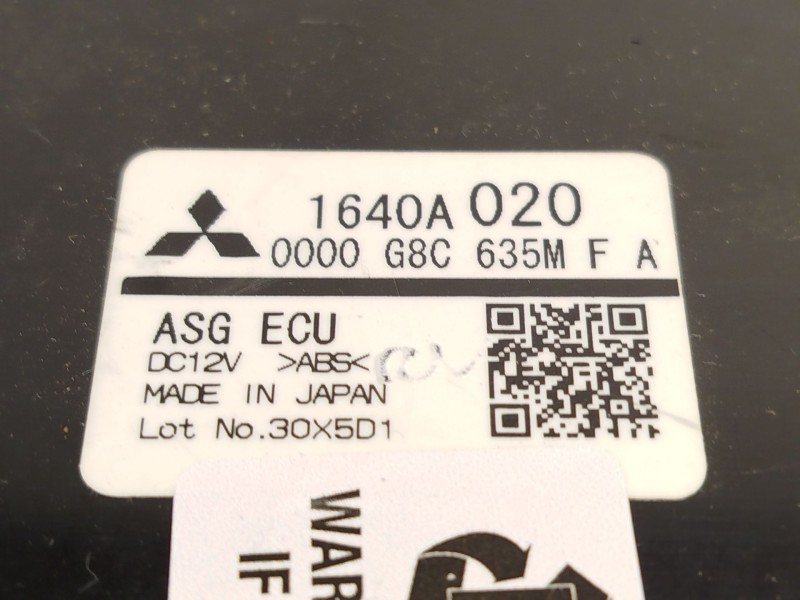 1640A 020
0000 G8C 635M F A
ASG ECU
DC12V >ABS<
MADE IN JAPAN
Lot No.30X5D1
WAR
IF